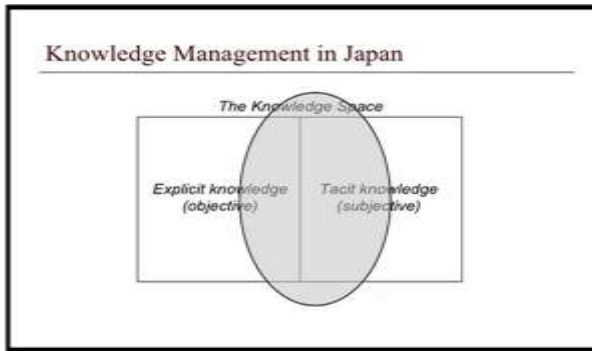 Knowledge Management in Japan
The Knowledge Space
Explicit knowledge
(objective)
Tacit knowledge
(subjective)